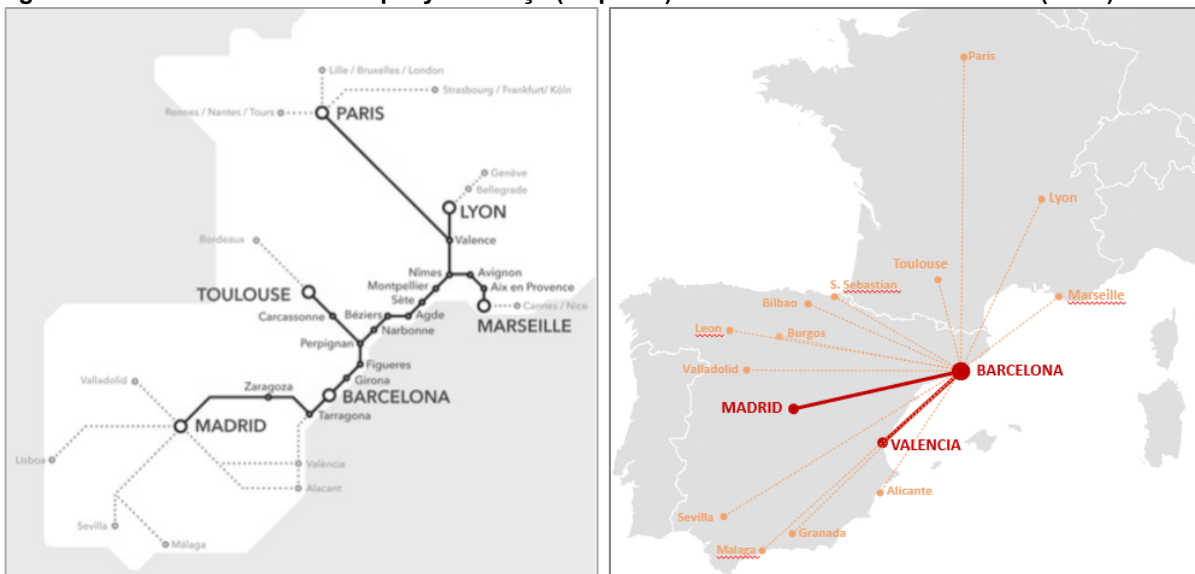 Lille / Bruxelles / London
Strasbourg / Frankfurt/ Köln
Rennes / Nantes / Tours
PARIS
Genève
Bellegrade
LYON
Bordeaux
Valence
Nîmes
Avignon
Montpellier
Aix en Provence
TOULOUSE
Sète
Cannes / Nice
Carcassonne
Béziers
Agde
MARSEILLE
Narbonne
Perpignan
Figueres
Girona
Valladolid
Zaragoza
BARCELONA
Tarragona
MADRID
Lisboa
València
Alacant
Sevilla
Málaga
Paris
Lyon
Toulouse
S. Sebastian
Marseille
Bilbao
Leon
Burgos
Valladolid
BARCELONA
MADRID
VALENCIA
Alicante
Sevilla
Granada
Malaga